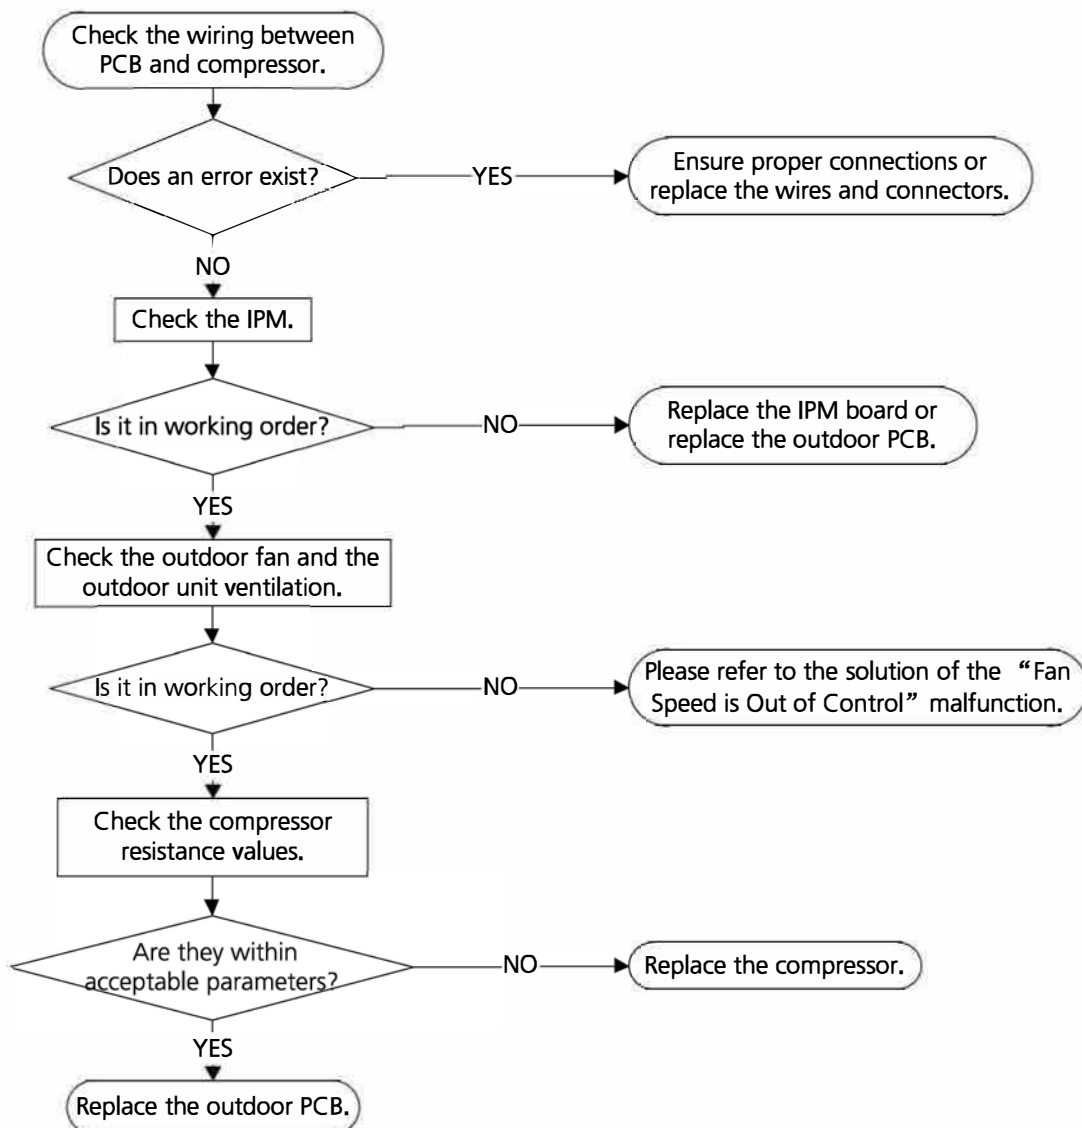 Check the wiring between
PCB and compressor.
Does an error exist?
YES
Ensure proper connections or
replace the wires and connectors.
NO
Check the IPM.
Is it in working order?
NO
Replace the IPM board or
replace the outdoor PCB.
YES
Check the outdoor fan and the
outdoor unit ventilation.
Is it in working order?
NO
Please refer to the solution of the “Fan
Speed is Out of Control” malfunction.
YES
Check the compressor
resistance values.
Are they within
acceptable parameters?
NO
Replace the compressor.
YES
Replace the outdoor PCB.